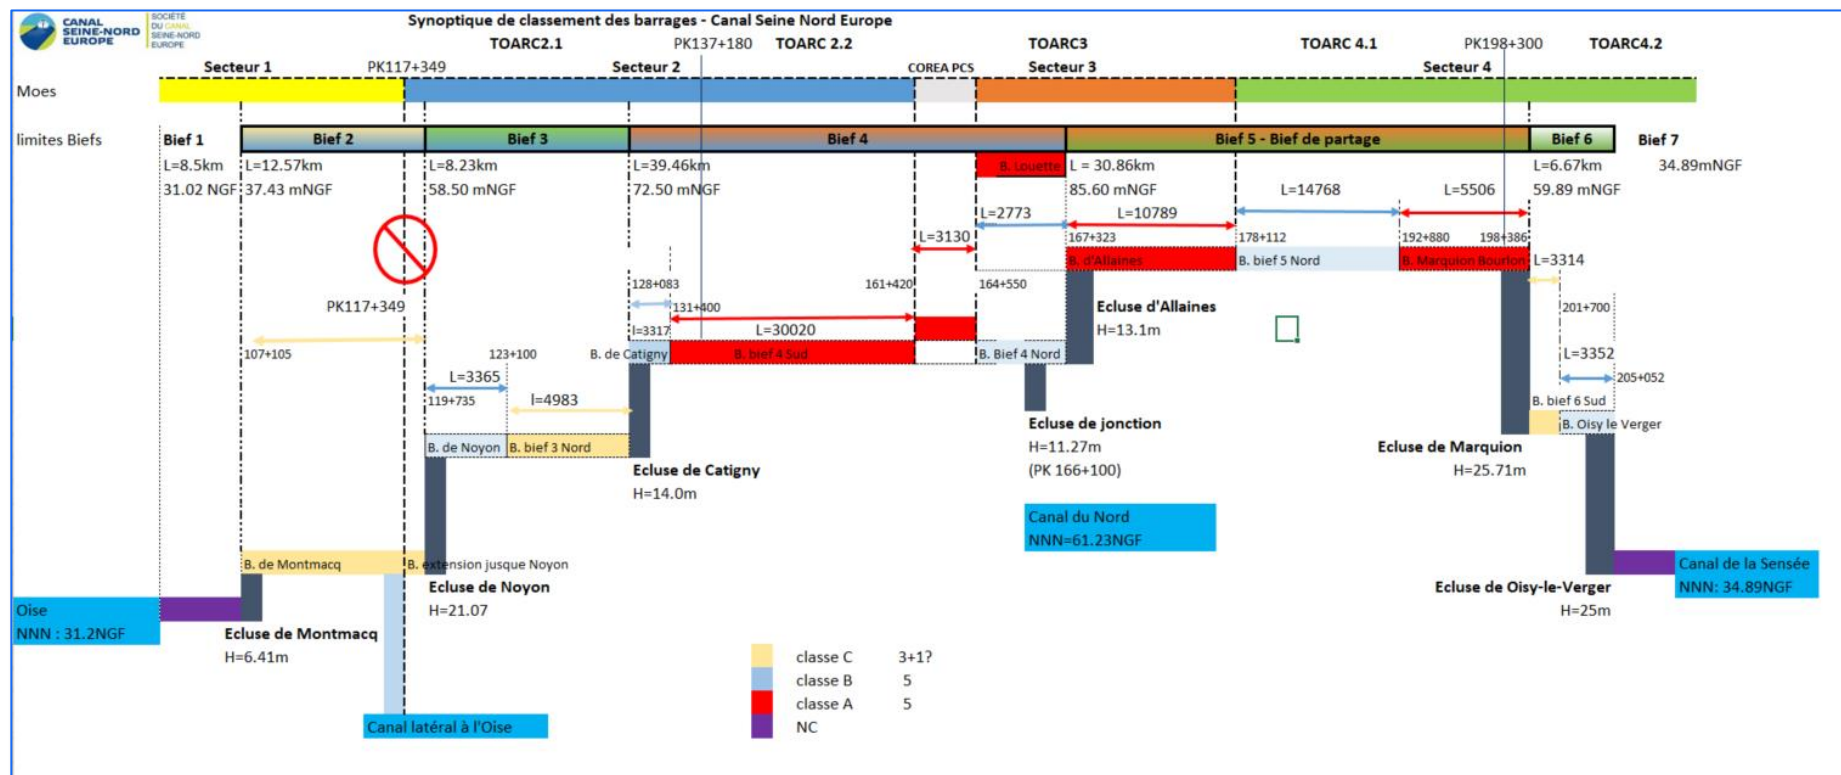 CANAL
SEINE-NORD
EUROPE
SOCIÉTÉ
DU CANAL
SEINE-NORD
EUROPE
Synoptique de classement des barrages - Canal Seine Nord Europe
TOARC2.1
PK137+180
TOARC 2.2
TOARC3
TOARC 4.1
PK198+300
TOARC4.2
Secteur 1
PK117+349
Secteur 2
COREA PCS
Secteur 3
Secteur 4
Moes
limites Biefs
Bief 1
Bief 2
Bief 3
Bief 4
Bief 5 - Bief de partage
Bief 6
Bief 7
L=8.5km
L=12.57km
L=8.23km
L=39.46km
B. Louette
L = 30.86km
L=6.67km
34.89mNGF
31.02 NGF
37.43 mNGF
58.50 mNGF
72.50 mNGF
85.60 mNGF
L=14768
L=5506
59.89 mNGF
L=2773
L=10789
L=3130
167+323
178+112
192+880
198+386
B. d'Allaines
B. bief 5 Nord
B. Marquion Bourlon
L=3314
128+083
161+420
164+550
PK117+349
131+400
Ecluse d'Allaines
201+700
l=3317
L=30020
H=13.1m
107+105
123+100
B. de Catigny
B. bief 4 Sud
B. Bief 4 Nord
L=3352
L=3365
205+052
119+735
l=4983
B. bief 6 Sud
Ecluse de jonction
B. Oisy le Verger
B. de Noyon
B. bief 3 Nord
H=11.27m
Ecluse de Marquion
Ecluse de Catigny
(PK 166+100)
H=25.71m
H=14.0m
Canal du Nord
NNN=61.23NGF
B. de Montmacq
B. extension jusque Noyon
Canal de la Sensée
NNN: 34.89NGF
Ecluse de Noyon
Ecluse de Oisy-le-Verger
H=21.07
H=25m
Oise
NNN : 31.2NGF
Ecluse de Montmacq
H=6.41m
classe C 3+1?
classe B 5
classe A 5
NC
Canal latéral à l'Oise